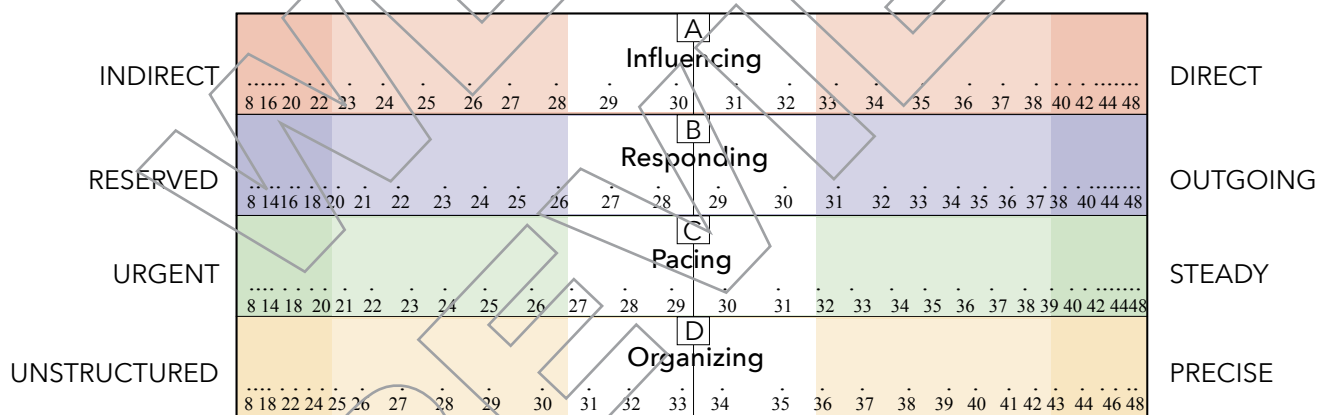 A
Influencing
INDIRECT
DIRECT
8 16 20 22 23 24 25 26 27 28 29 30 31 32 33 34 35 36 37 38 40 42 44 48
B
Responding
RESERVED
OUTGOING
8 14 16 18 20 21 22 23 24 25 26 27 28 29 30 31 32 33 34 35 36 37 38 40 44 48
C
Pacing
URGENT
STEADY
8 14 18 20 21 22 23 24 25 26 27 28 29 30 31 32 33 34 35 36 37 38 39 40 42 44 48
D
Organizing
UNSTRUCTURED
PRECISE
8 18 22 24 25 26 27 28 29 30 31 32 33 34 35 36 37 38 39 40 41 42 43 44 46 48